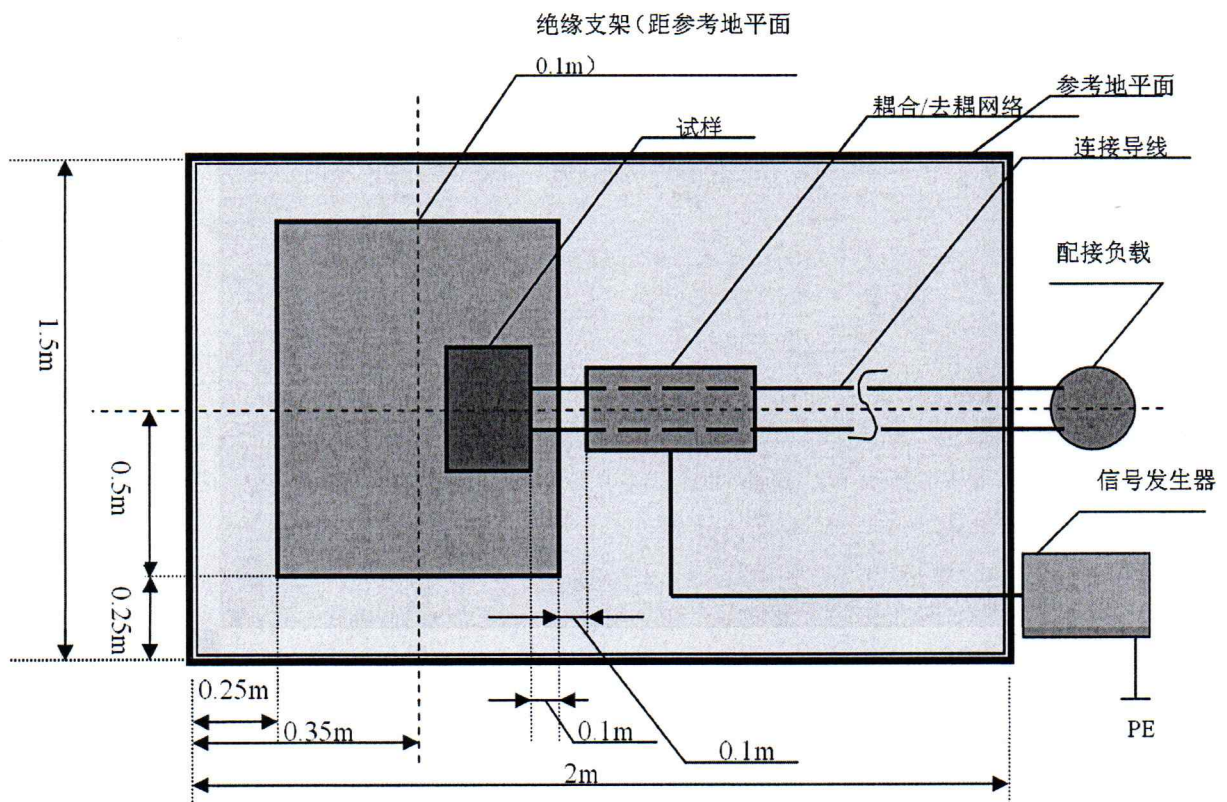 绝缘支架（距参考地平面
0.1m）
参考地平面
耦合/去耦网络
试样
连接导线
配接负载
1.5m
0.5m
信号发生器
0.25m
0.25m
0.35m
0.1m
0.1m
PE
2m